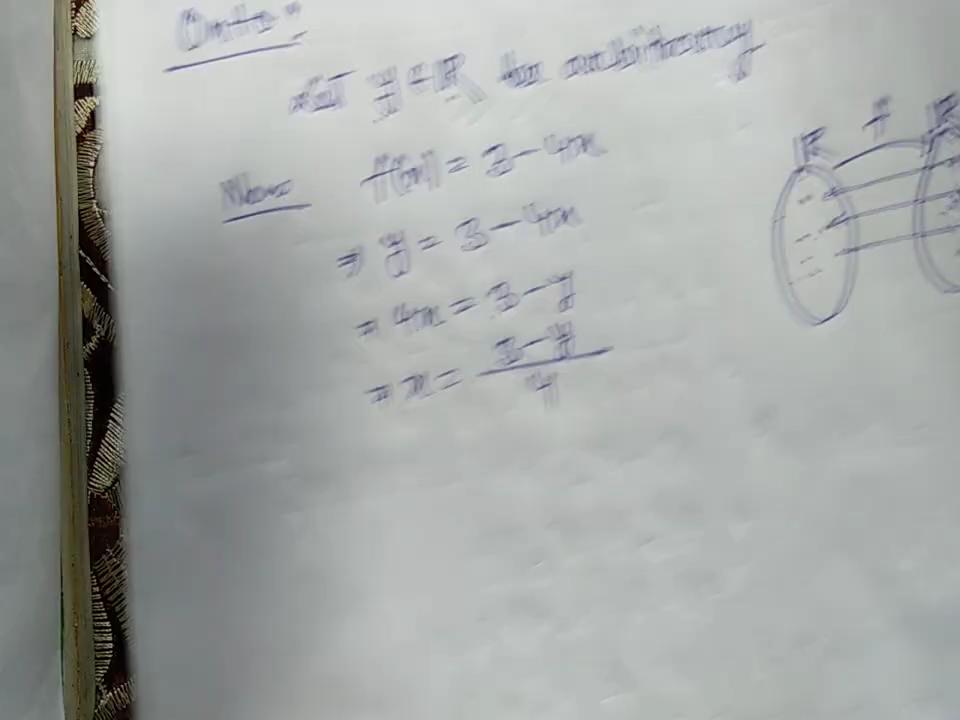 Onto :
Let y ∈ R be arbitrary
Now f(x) = 3 - 4x
⇒ y = 3 - 4x
⇒ 4x = 3 - y
⇒ x = (3 - y)/4
R f R